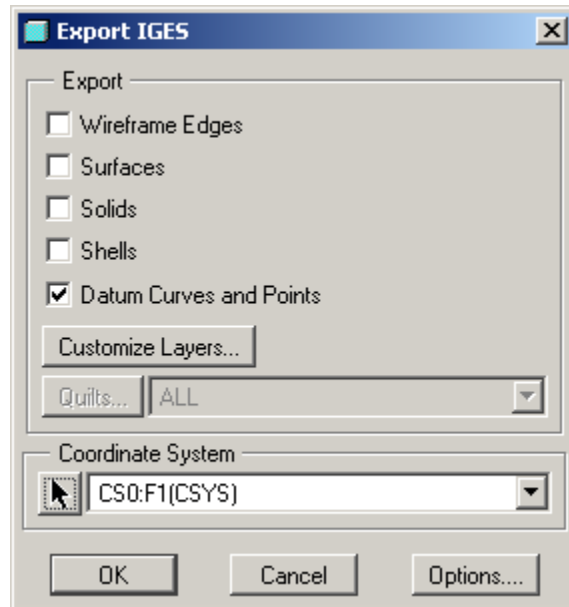 Export IGES
Export
Wireframe Edges
Surfaces
Solids
Shells
Datum Curves and Points
Customize Layers...
Quilts... ALL
Coordinate System
CS0:F1(CSYS)
OK Cancel Options....